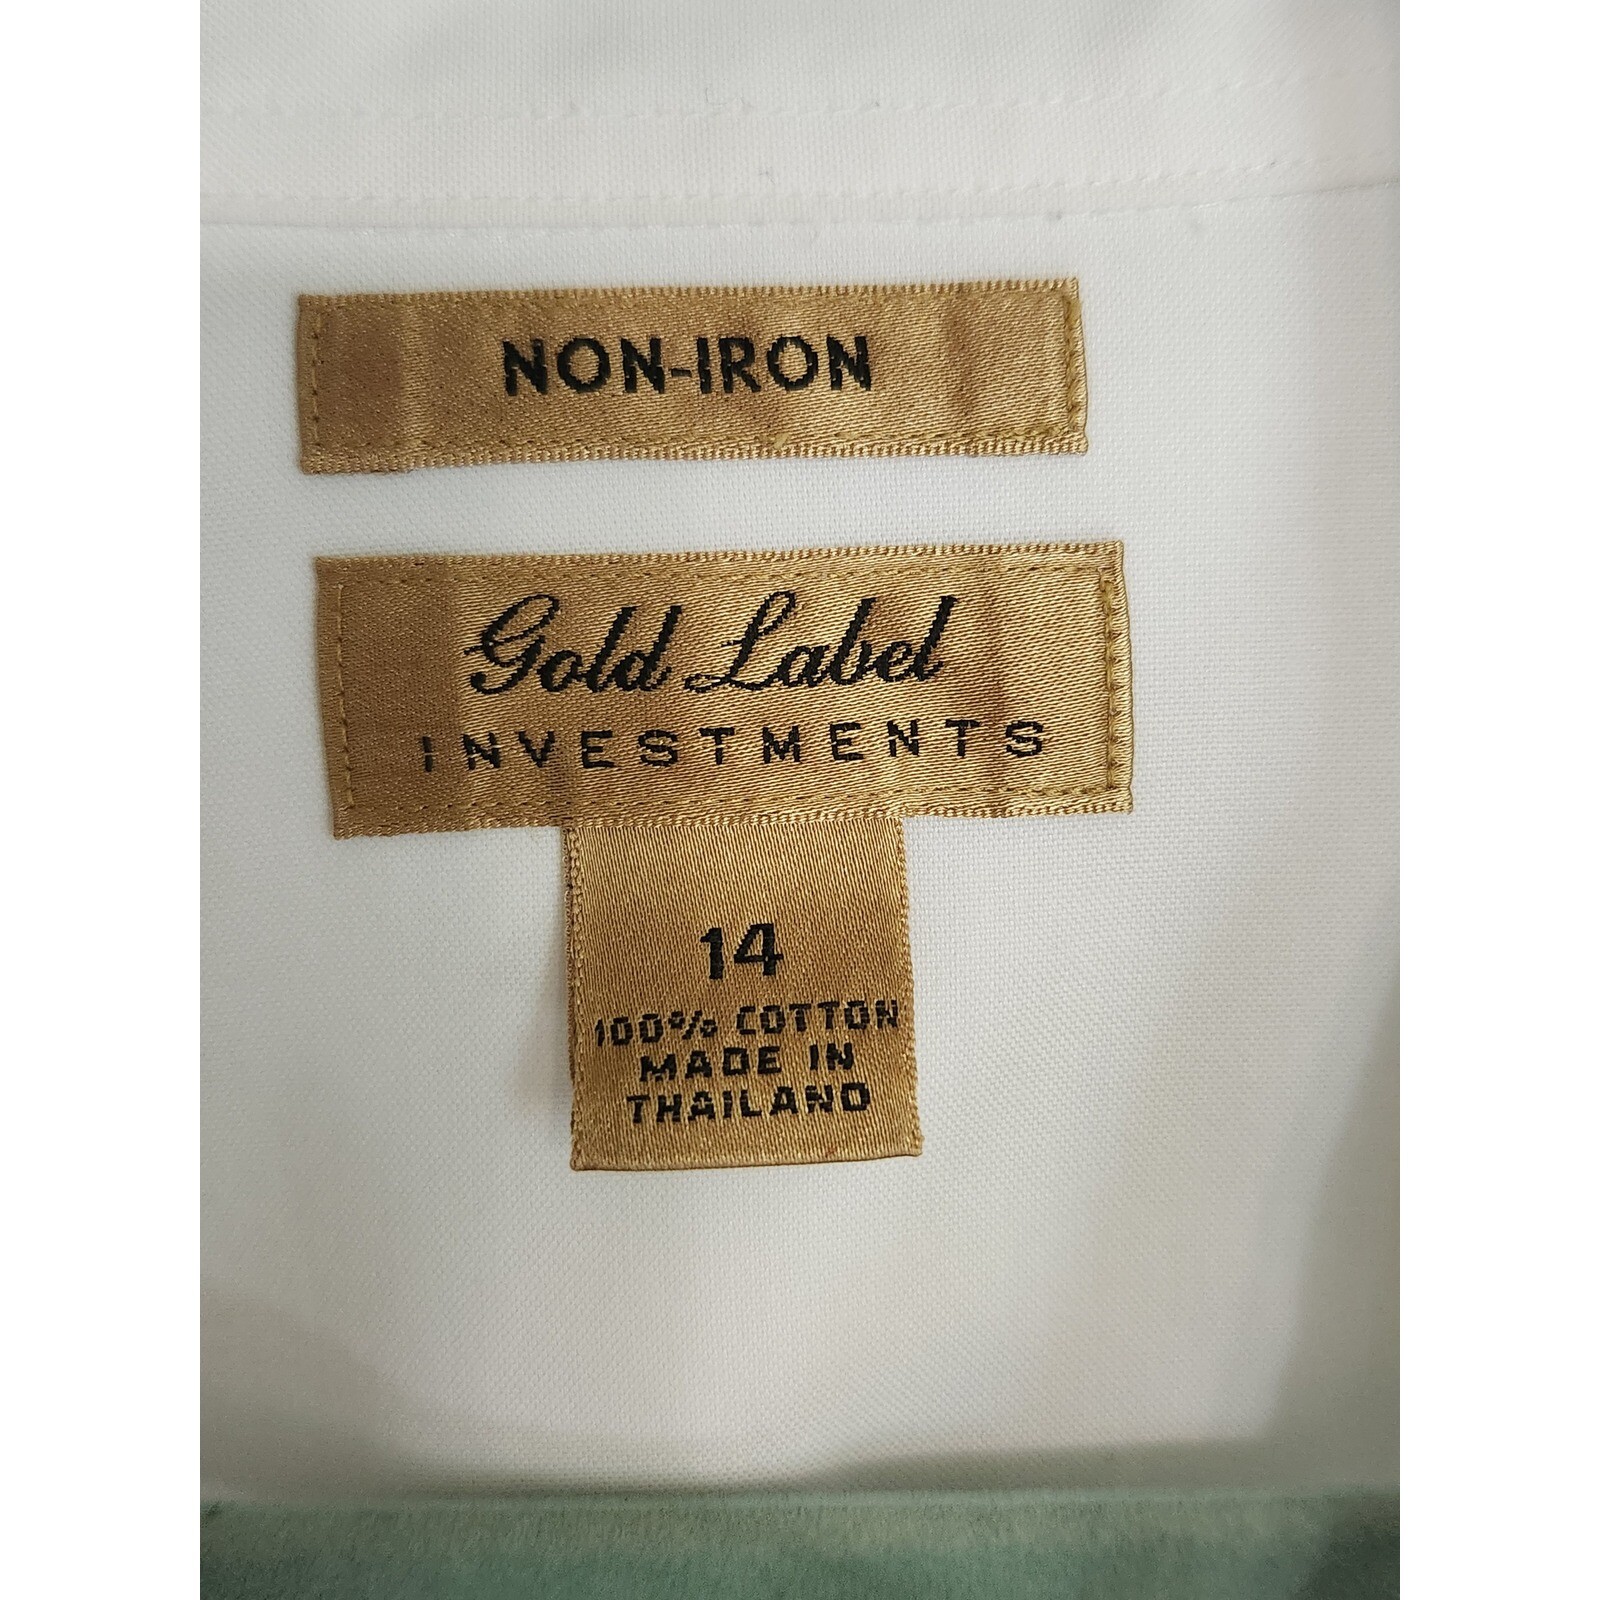 NON-IRON
Gold Label
INVESTMENTS
14
100% COTTON
MADE IN
THAILAND